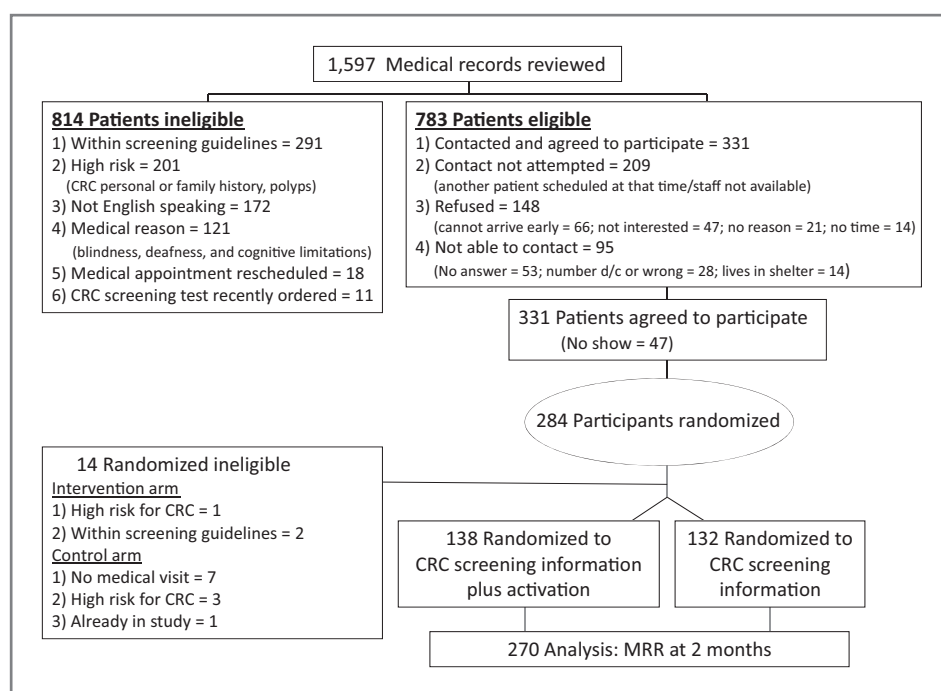 1,597 Medical records reviewed
814 Patients ineligible
1) Within screening guidelines = 291
2) High risk = 201
(CRC personal or family history, polyps)
3) Not English speaking = 172
4) Medical reason = 121
(blindness, deafness, and cognitive limitations)
5) Medical appointment rescheduled = 18
6) CRC screening test recently ordered = 11
783 Patients eligible
1) Contacted and agreed to participate = 331
2) Contact not attempted = 209
(another patient scheduled at that time/staff not available)
3) Refused = 148
(cannot arrive early = 66; not interested = 47; no reason = 21; no time = 14)
4) Not able to contact = 95
(No answer = 53; number d/c or wrong = 28; lives in shelter = 14)
331 Patients agreed to participate
(No show = 47)
284 Participants randomized
14 Randomized ineligible
Intervention arm
1) High risk for CRC = 1
2) Within screening guidelines = 2
Control arm
1) No medical visit = 7
2) High risk for CRC = 3
3) Already in study = 1
138 Randomized to
CRC screening information
plus activation
132 Randomized to
CRC screening
information
270 Analysis: MRR at 2 months